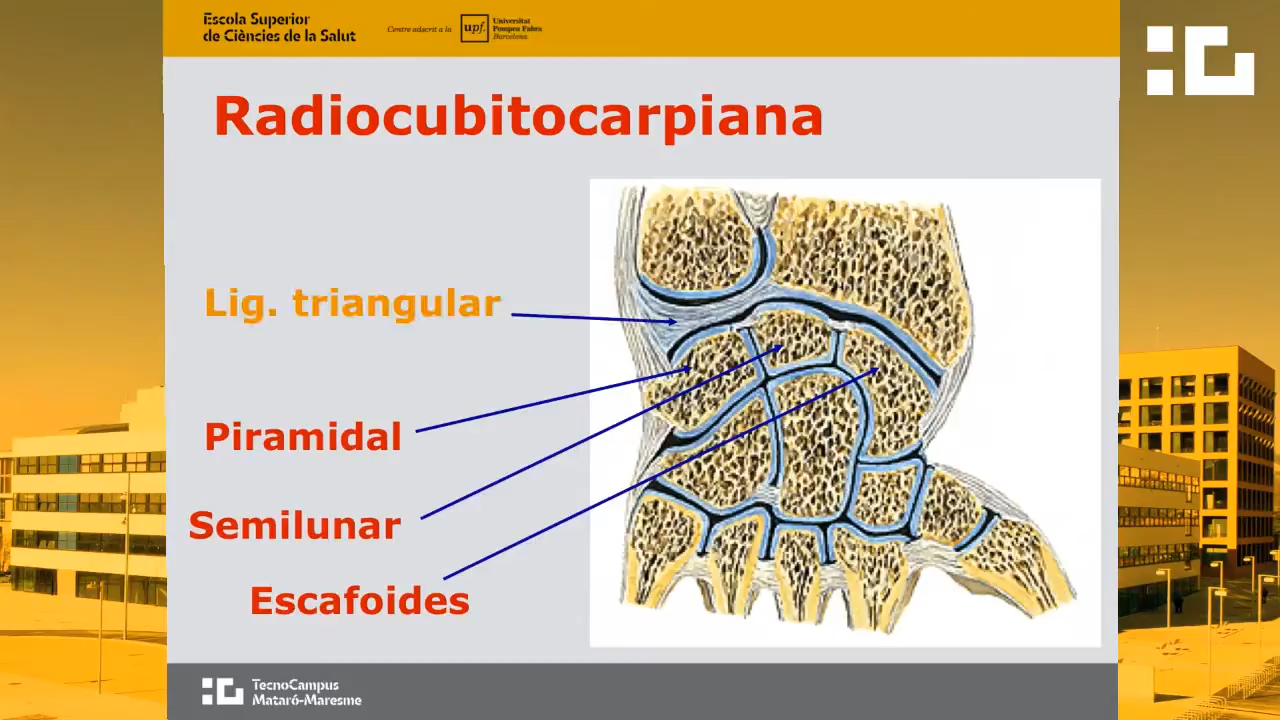 Escola Superior
de Ciències de la Salut
Centre adscrit a la
upf.
Universitat
Pompeu Fabra
Barcelona
Radiocubitocarpiana
Lig. triangular
Piramidal
Semilunar
Escafoides
TecnoCampus
Mataró-Maresme